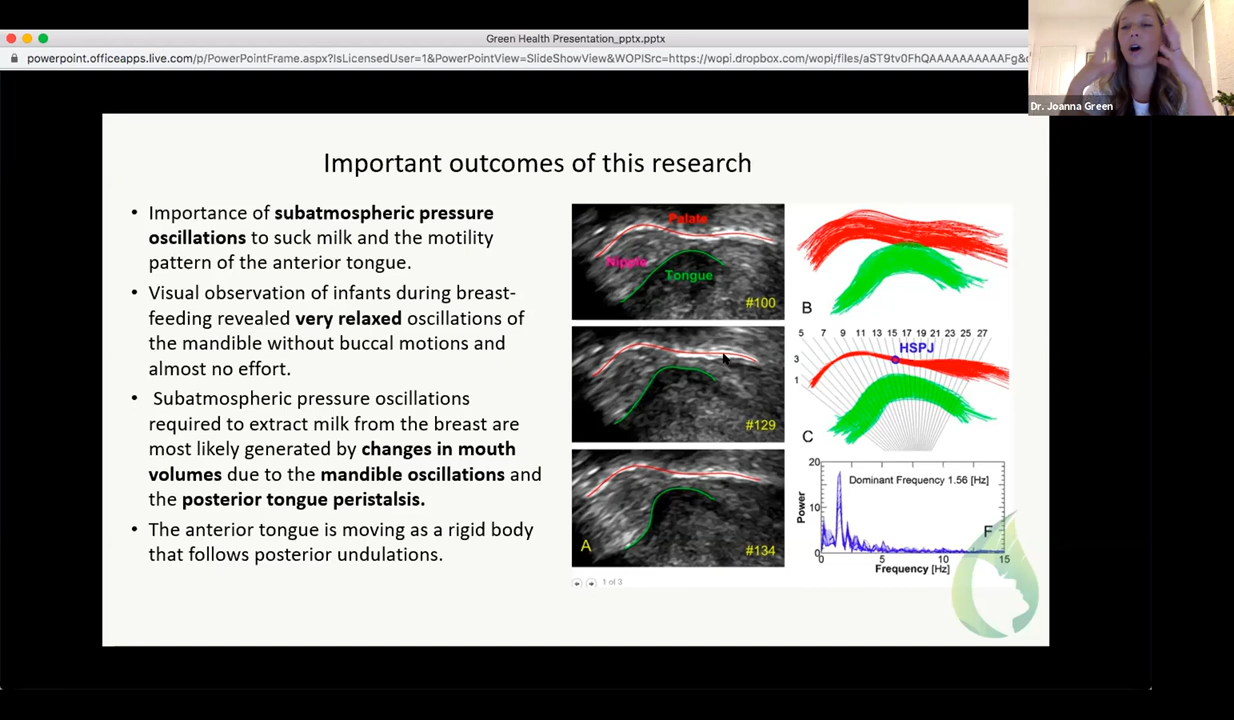 Green Health Presentation_pptx.pptx
powerpoint.officeapps.live.com/p/PowerPointFrame.aspx?IsLicensedUser=1&PowerPointView=SlideShowView&WOPISrc=https://wopi.dropbox.com/wopi/files/aST9tv0FhQAAAAAAAAAAFg&
Dr. Joanna Green
Important outcomes of this research
• Importance of subatmospheric pressure
oscillations to suck milk and the motility
pattern of the anterior tongue.
• Visual observation of infants during breast-
feeding revealed very relaxed oscillations of
the mandible without buccal motions and
almost no effort.
• Subatmospheric pressure oscillations
required to extract milk from the breast are
most likely generated by changes in mouth
volumes due to the mandible oscillations and
the posterior tongue peristalsis.
• The anterior tongue is moving as a rigid body
that follows posterior undulations.
Palate
Nipple
Tongue
#100
#129
A
#134
1 of 3
B
5 7 9 11 13 15 17 19 21 23 25 27
3
HSPJ
1
C
20
Dominant Frequency 1.56 [Hz]
Power
10
F
0
0 5 10 15
Frequency [Hz]